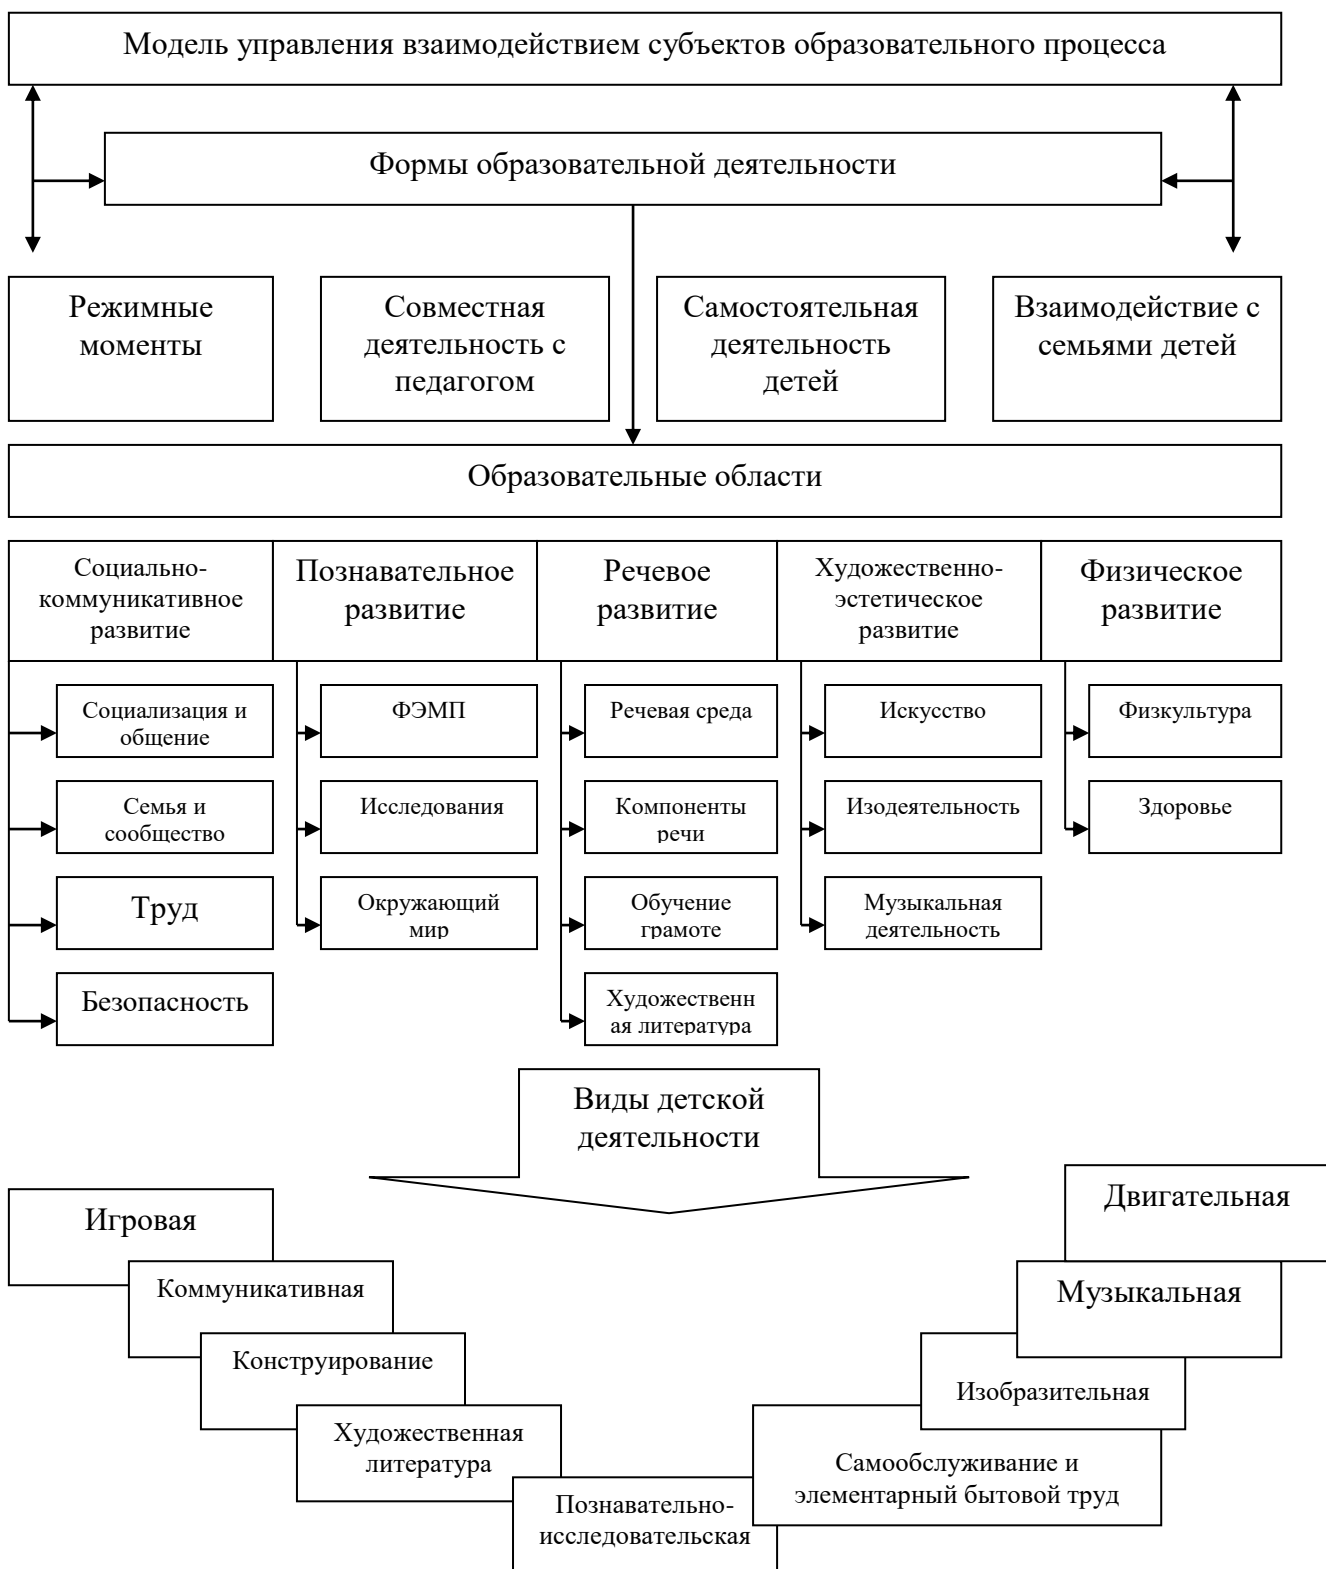 Модель управления взаимодействием субъектов образовательного процесса
Формы образовательной деятельности
Режимные
моменты
Совместная
деятельность с
педагогом
Самостоятельная
деятельность
детей
Взаимодействие с
семьями детей
Образовательные области
Социально-
коммуникативное
развитие
Познавательное
развитие
Речевое
развитие
Художественно-
эстетическое
развитие
Физическое
развитие
Социализация и
общение
ФЭМП
Речевая среда
Искусство
Физкультура
Семья и
сообщество
Исследования
Компоненты
речи
Изодеятельность
Здоровье
Труд
Окружающий
мир
Обучение
грамоте
Музыкальная
деятельность
Безопасность
Художественн
ая литература
Виды детской
деятельности
Игровая
Двигательная
Коммуникативная
Музыкальная
Конструирование
Изобразительная
Художественная
литература
Самообслуживание и
элементарный бытовой труд
Познавательно-
исследовательская